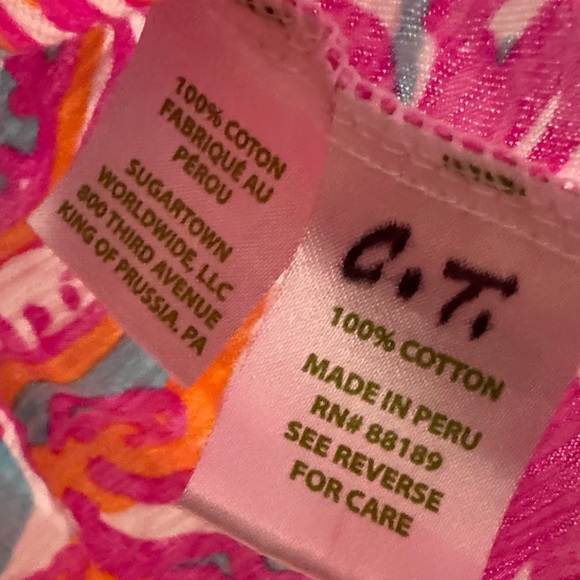 100% COTON
FABRIQUÉ AU
PÉROU
SUGARTOWN
WORLDWIDE, LLC
800 THIRD AVENUE
KING OF PRUSSIA, PA
C.T.
100% COTTON
MADE IN PERU
RN# 88189
SEE REVERSE
FOR CARE